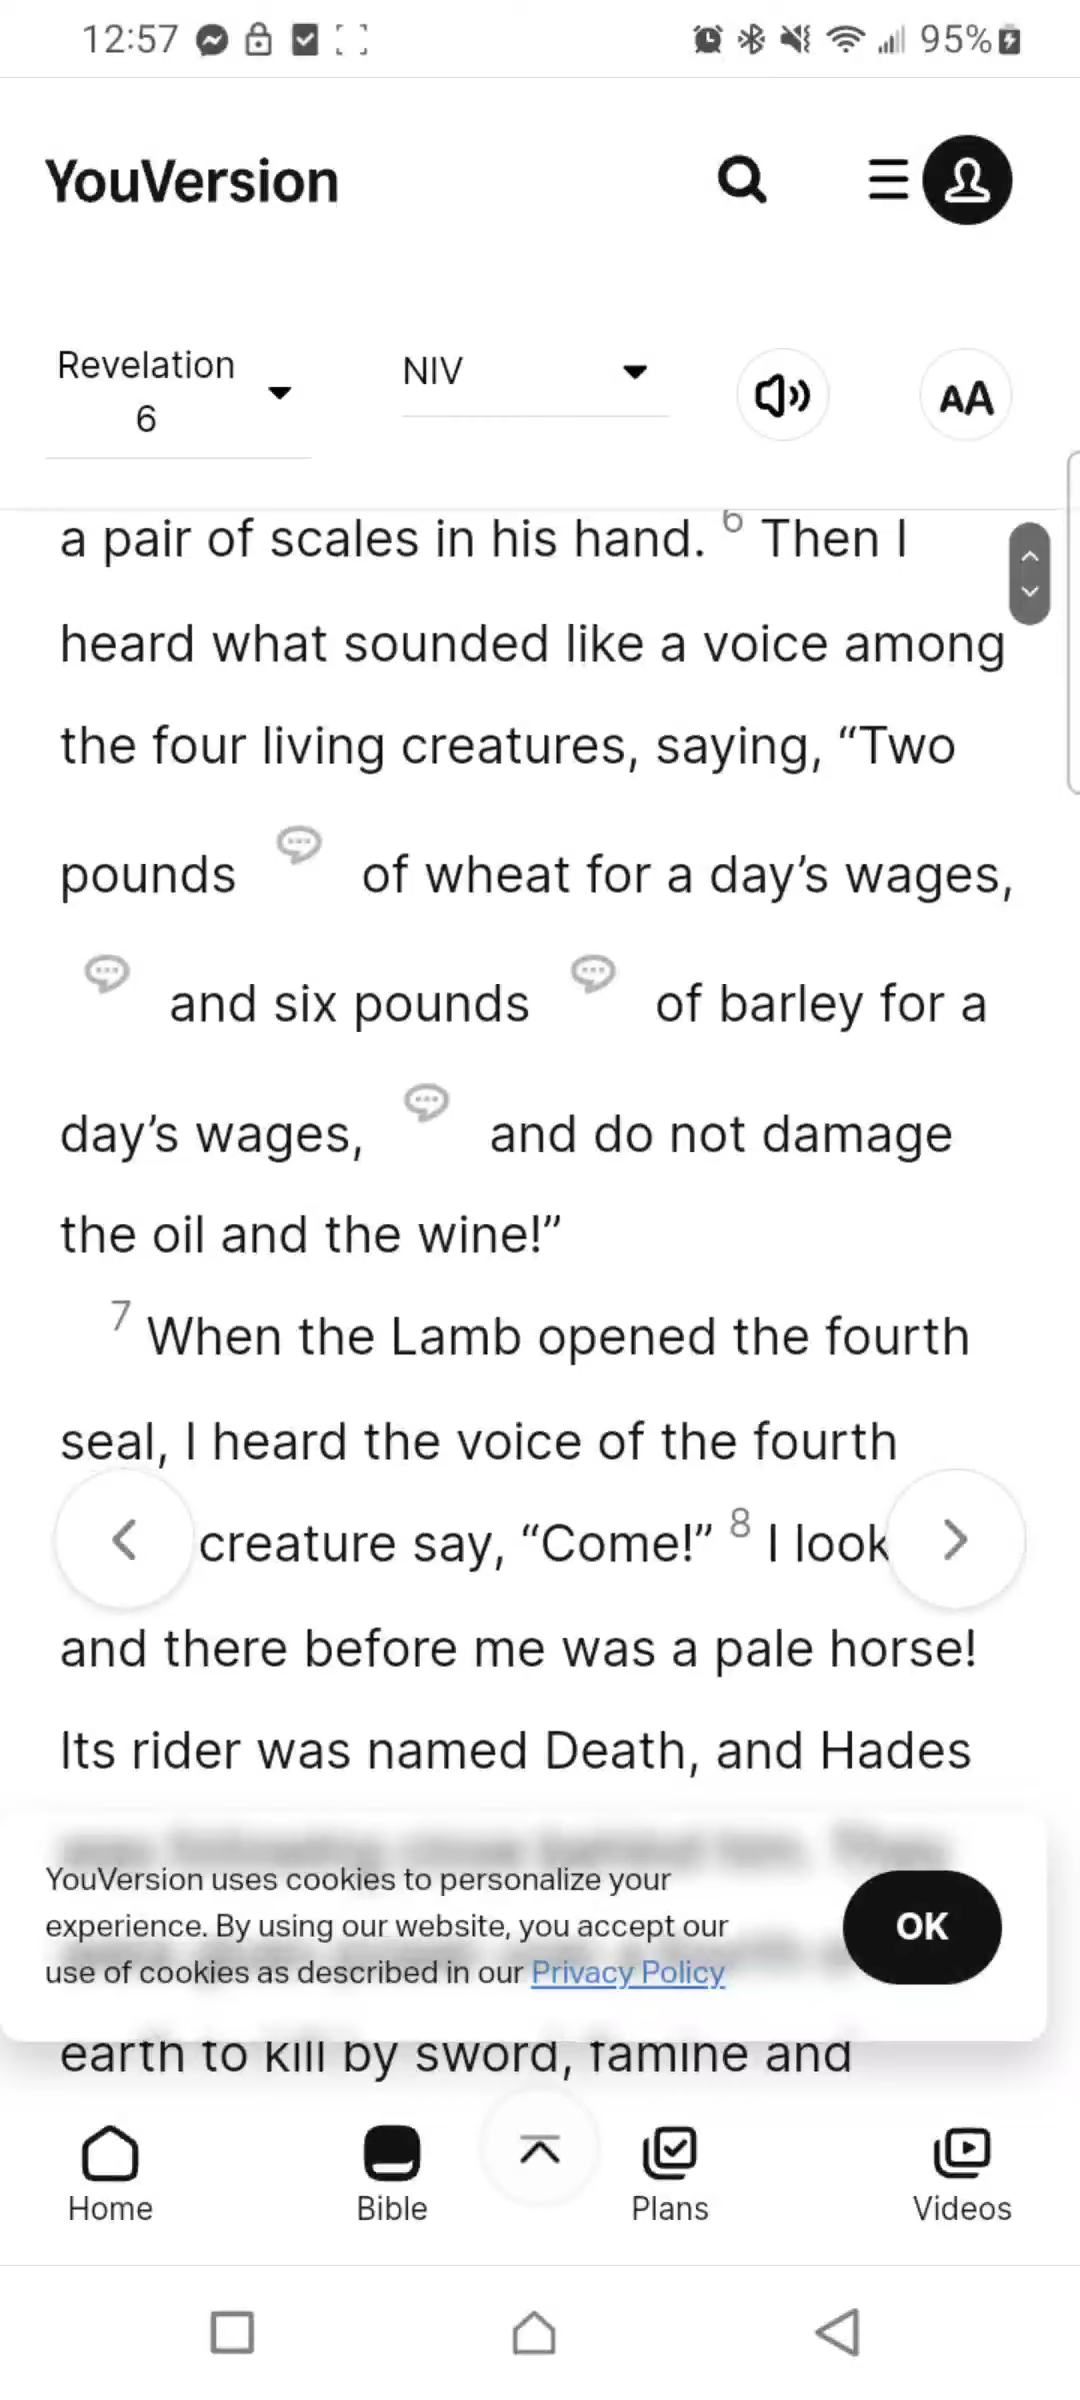 12:57
95%
YouVersion
Revelation
6
NIV
AA
a pair of scales in his hand. 6 Then I
heard what sounded like a voice among
the four living creatures, saying, “Two
pounds of wheat for a day’s wages,
and six pounds of barley for a
day’s wages, and do not damage
the oil and the wine!”
7 When the Lamb opened the fourth
seal, I heard the voice of the fourth
creature say, “Come!” 8 I look
and there before me was a pale horse!
Its rider was named Death, and Hades
YouVersion uses cookies to personalize your
experience. By using our website, you accept our
use of cookies as described in our Privacy Policy
OK
earth to kill by sword, famine and
Home
Bible
Plans
Videos